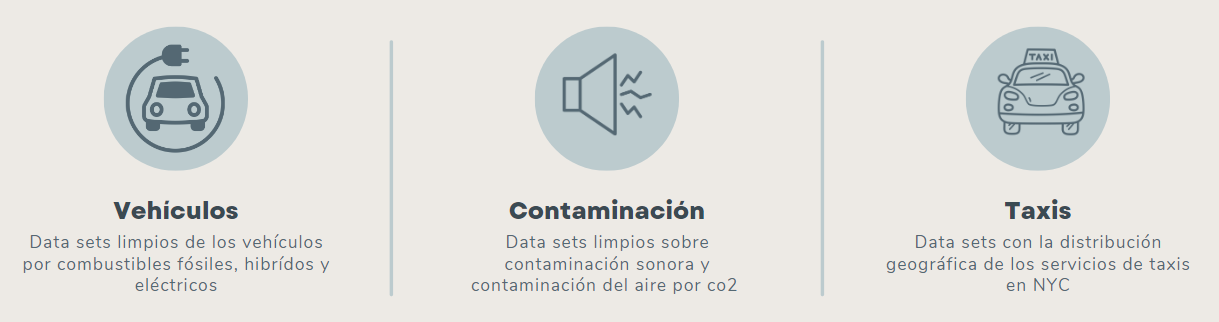 TAXI
Vehículos
Data sets limpios de los vehículos
por combustibles fósiles, hibrídos y
eléctricos
Contaminación
Data sets limpios sobre
contaminación sonora y
contaminación del aire por co2
Taxis
Data sets con la distribución
geográfica de los servicios de taxis
en NYC